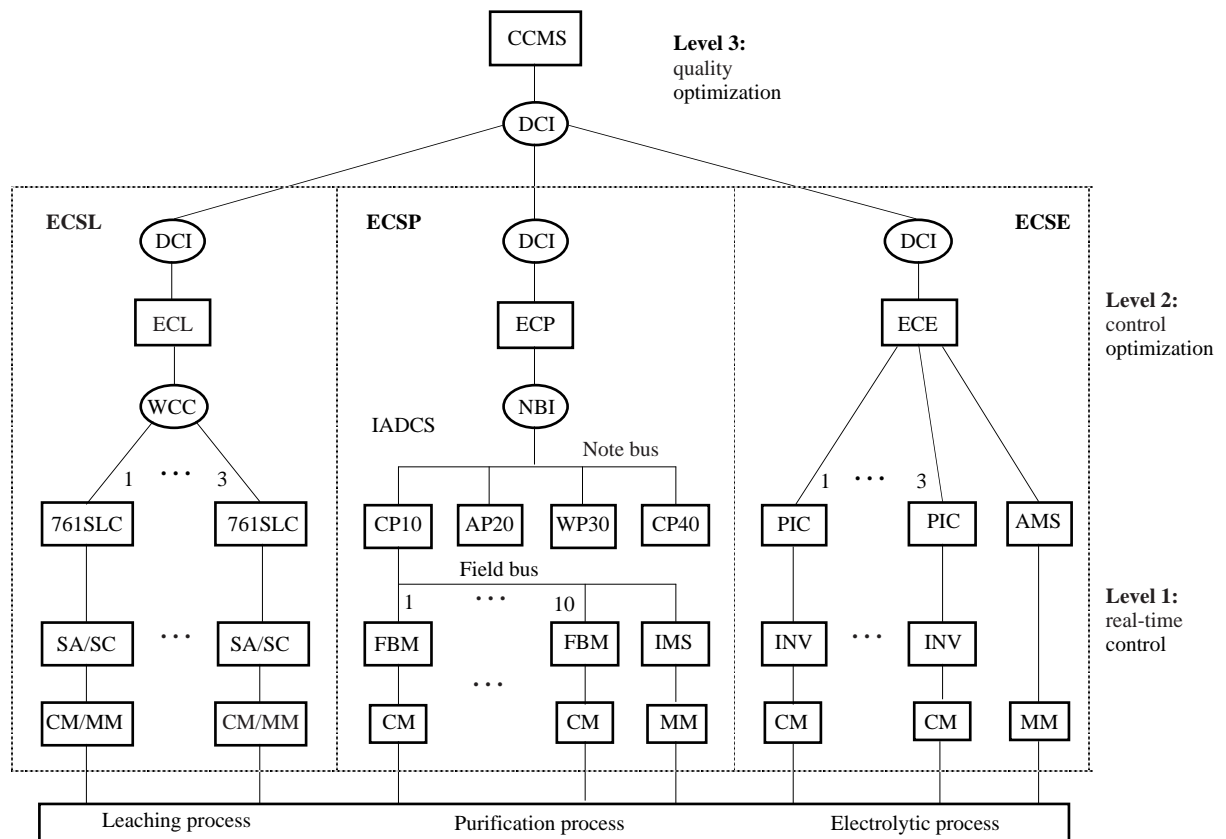 CCMS
Level 3:
quality
optimization
DCI
ECSL
ECSP
ECSE
DCI
DCI
DCI
Level 2:
control
optimization
ECL
ECP
ECE
WCC
NBI
IADCS
Note bus
1
...
3
1
...
3
761SLC
761SLC
CP10
AP20
WP30
CP40
PIC
PIC
AMS
Field bus
1
...
10
Level 1:
real-time
control
SA/SC
...
SA/SC
FBM
FBM
IMS
INV
...
INV
...
CM/MM
CM/MM
CM
CM
MM
CM
CM
MM
Leaching process
Purification process
Electrolytic process